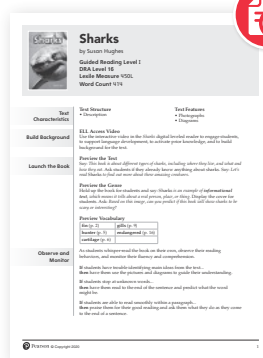 Sharks
Sharks
by Susan Hughes
Guided Reading Level I
DRA Level 16
Lexile Measure 450L
Word Count 414
Text
Characteristics
Text Structure
• Description
Text Features
• Photographs
• Diagrams
Build Background
ELL Access Video
Use the interactive video in the Sharks digital leveled reader to engage students,
to support language development, to activate prior knowledge, and to build
background for the text.
Launch the Book
Preview the Text
Say: This book is about different types of sharks, including where they live, and what and
how they eat. Ask students if they already know anything about sharks. Say: Let's
read Sharks to find out more about these amazing creatures.
Preview the Genre
Hold up the book for students and say: Sharks is an example of informational
text, which means it tells about a real person, place, or thing. Display the cover for
students. Ask: Based on this image, can you predict if this book will show sharks to be
scary or interesting?
Preview Vocabulary
fin (p. 2)
gills (p. 9)
hunter (p. 5)
endangered (p. 16)
cartilage (p. 6)
Observe and
Monitor
As students whisper-read the book on their own, observe their reading
behaviors, and monitor their fluency and comprehension.
If students have trouble identifying main ideas from the text...
then have them use the pictures and diagrams to guide their understanding.
If students stop at unknown words...
then have them read to the end of the sentence and predict what the word
might be.
If students are able to read smoothly within a paragraph...
then praise them for their good reading and ask them what they do as they come
to the end of a sentence.
1